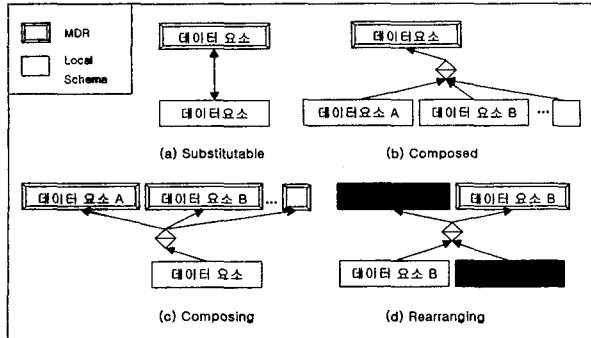 MDR
Local
Schema
데이터 요소
데이터요소
(a) Substitutable
데이터요소
데이터요소 A
데이터요소 B
...
(b) Composed
데이터 요소 A
데이터 요소 B
...
데이터 요소
(c) Composing
데이터 요소 B
데이터 요소 B
(d) Rearranging